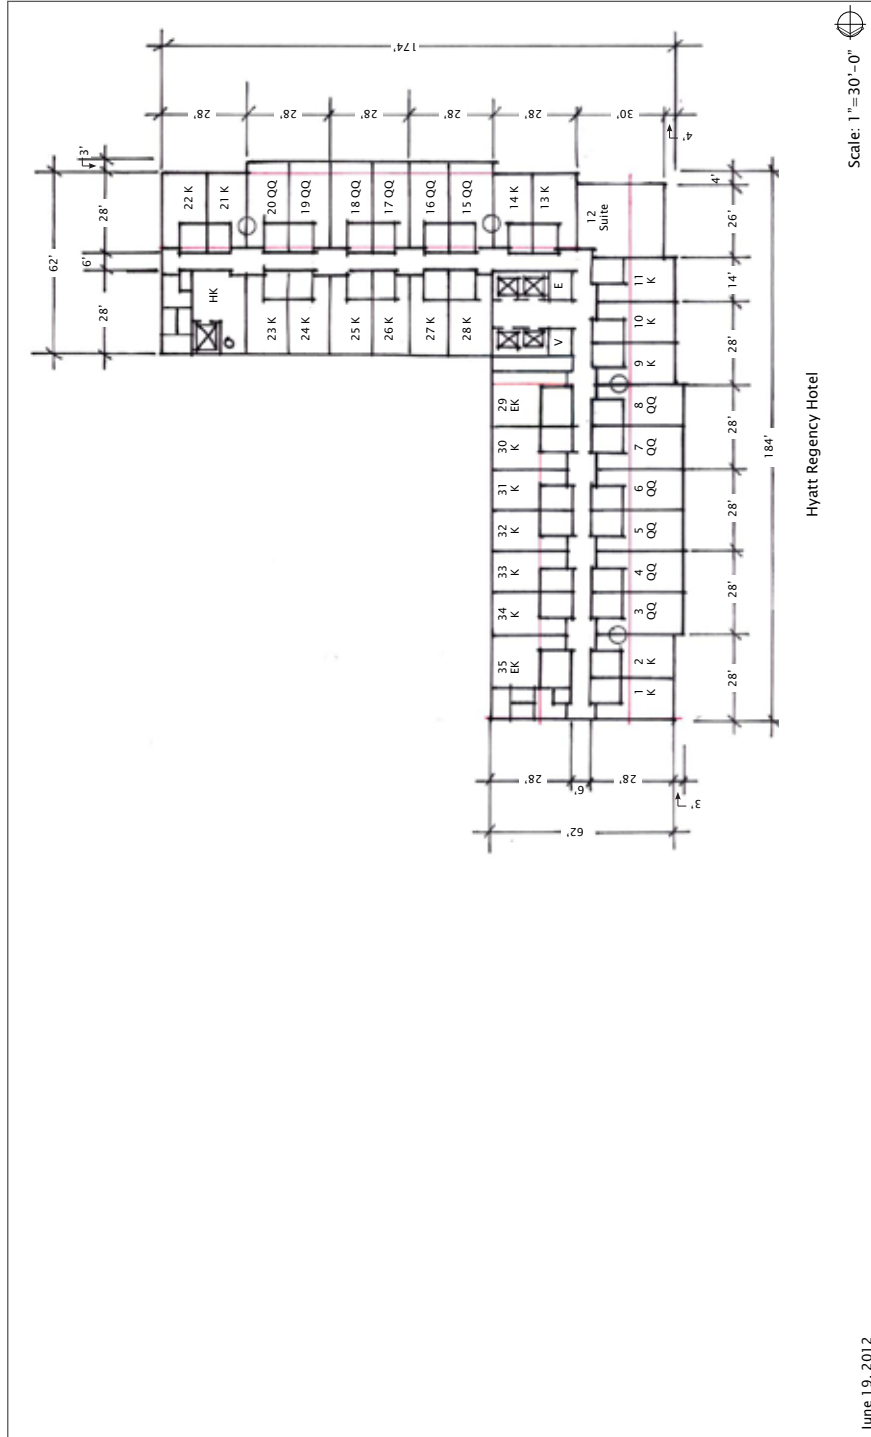 174'
28'
28'
28'
28'
28'
30'
4'
3'
28'
6'
28'
62'
22 K
21 K
20 QQ
19 QQ
18 QQ
17 QQ
16 QQ
15 QQ
14 K
13 K
12
Suite
HK
23 K
24 K
25 K
26 K
27 K
28 K
E
V
11
K
10
K
9
K
8
QQ
7
QQ
6
QQ
5
QQ
4
QQ
3
QQ
2
K
1
K
29
EK
30
K
31
K
32
K
33
K
34
K
35
EK
4'
26'
14'
28'
28'
28'
28'
28'
184'
28'
6'
28'
3'
62'
Hyatt Regency Hotel
Scale: 1"=30'-0"
June 19, 2012